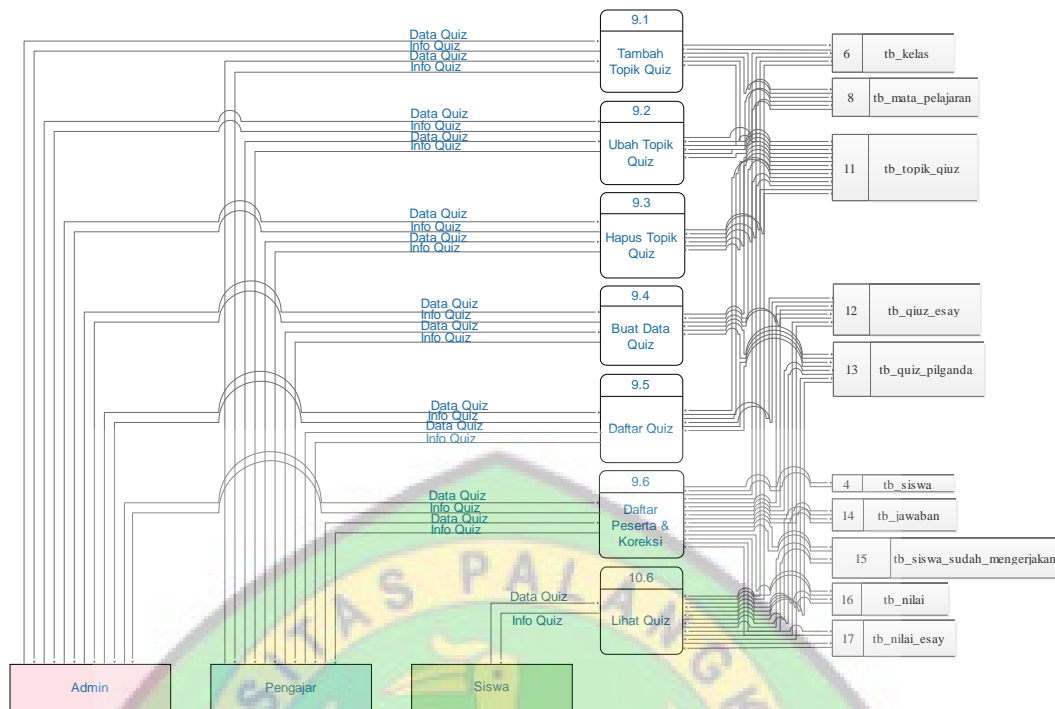 9.1
Tambah
Topik Quiz
Data Quiz
Info Quiz
Data Quiz
Info Quiz
6 tb_kelas
8 tb_mata_pelajaran
9.2
Ubah Topik
Quiz
Data Quiz
Info Quiz
Data Quiz
Info Quiz
11 tb_topik_qiuz
9.3
Hapus Topik
Quiz
Data Quiz
Info Quiz
Data Quiz
Info Quiz
9.4
Buat Data
Quiz
Data Quiz
Info Quiz
Data Quiz
Info Quiz
12 tb_qiuz_esay
13 tb_quiz_pilganda
9.5
Daftar Quiz
Data Quiz
Info Quiz
Data Quiz
Info Quiz
9.6
Daftar
Peserta &
Koreksi
Data Quiz
Info Quiz
Data Quiz
Info Quiz
4 tb_siswa
14 tb_jawaban
15 tb_siswa_sudah_mengerjakan
10.6
Lihat Quiz
Data Quiz
Info Quiz
16 tb_nilai
17 tb_nilai_esay
Admin
Pengajar
Siswa
SITAS PALANGK